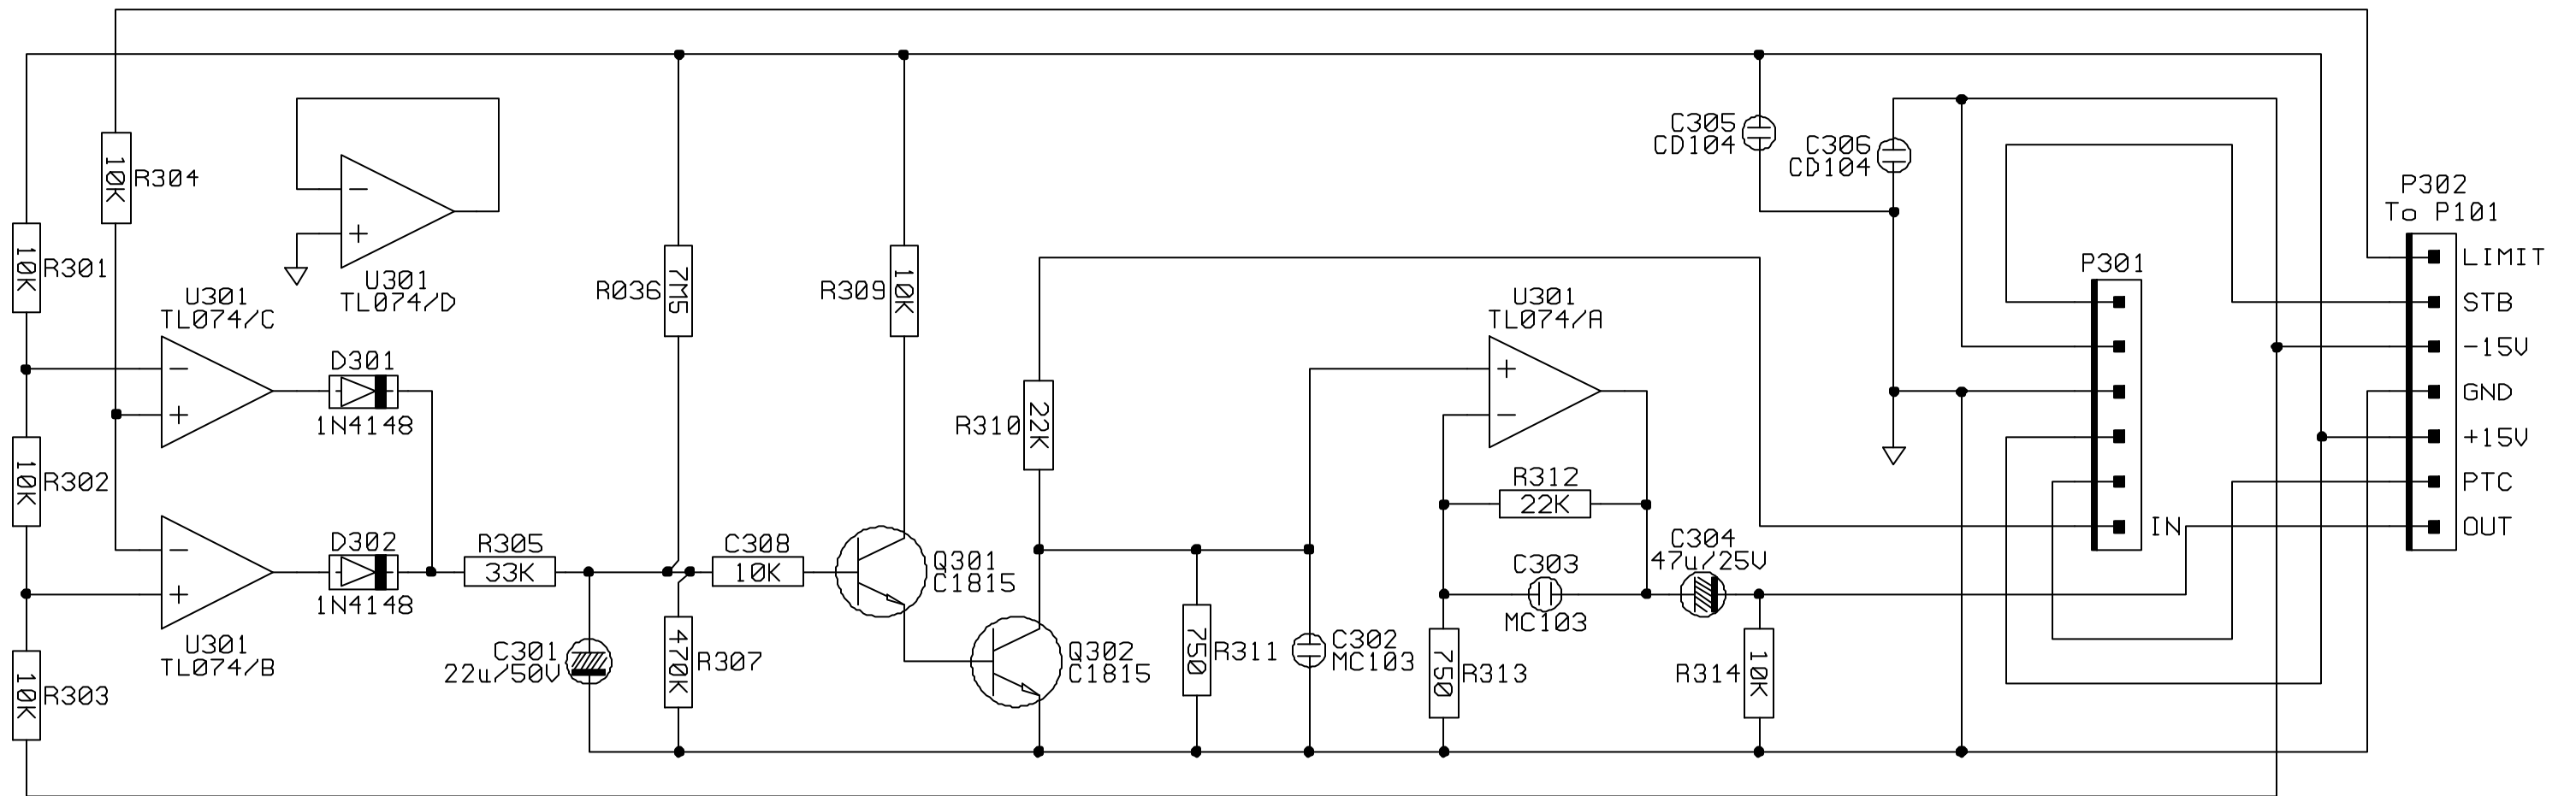 10K
R304
10K
R301
U301
TL074/D
U301
TL074/C
D301
1N4148
10K
R302
D302
1N4148
U301
TL074/B
10K
R303
R305
33K
C301
22u/50V
R036
7M5
470K
R307
C308
10K
R309
10K
Q301
C1815
Q302
C1815
R310
22K
750
R311
C302
MC103
U301
TL074/A
R312
22K
C303
MC103
C304
47u/25V
750
R313
R314
10K
C305
CD104
C306
CD104
P301
IN
P302
To P101
LIMIT
STB
-15V
GND
+15V
PTC
OUT